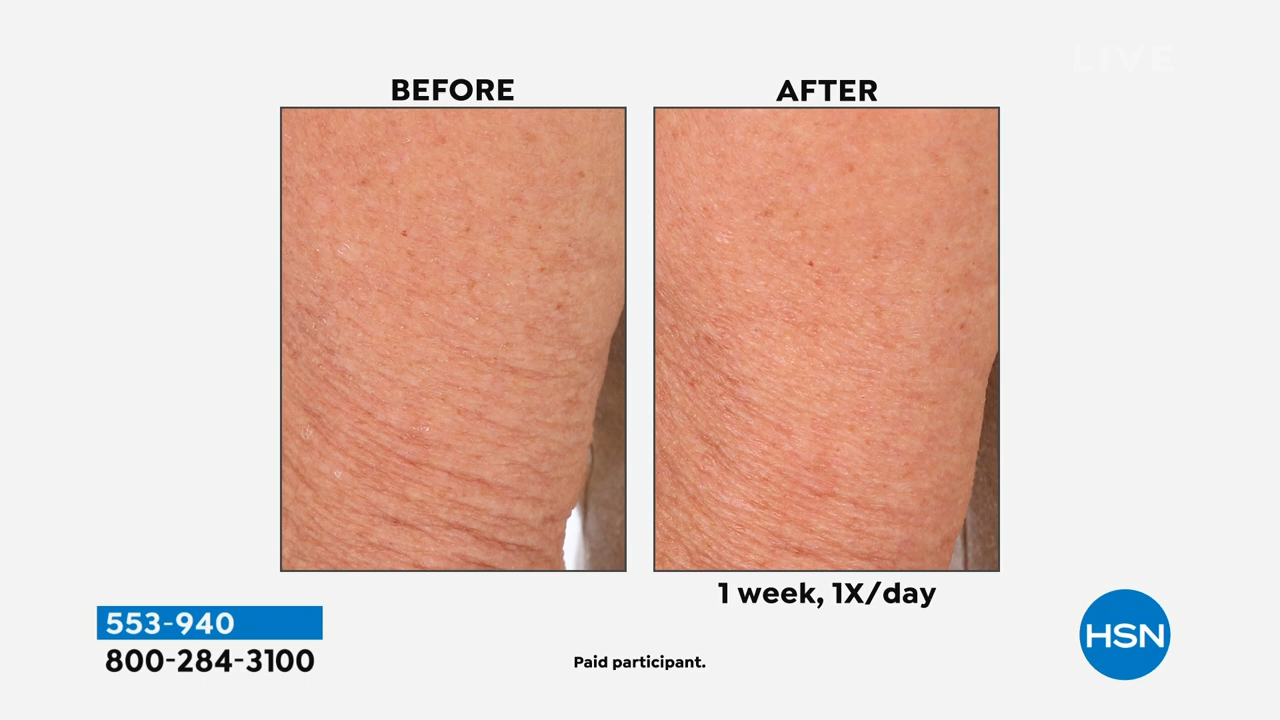 LIVE
BEFORE
AFTER
1 week, 1X/day
553-940
800-284-3100
Paid participant.
HSN